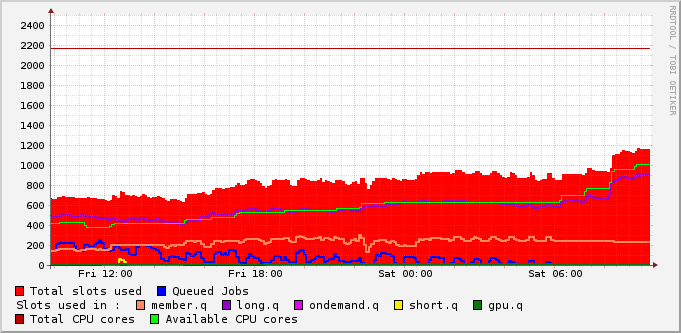 2400
2200
2000
1800
1600
1400
1200
1000
800
600
400
200
0
Fri 12:00 Fri 18:00 Sat 00:00 Sat 06:00
Total slots used Queued Jobs
Slots used in : member.q long.q ondemand.q short.q gpu.q
Total CPU cores Available CPU cores
RRDTOOL / TOBI OETIKER